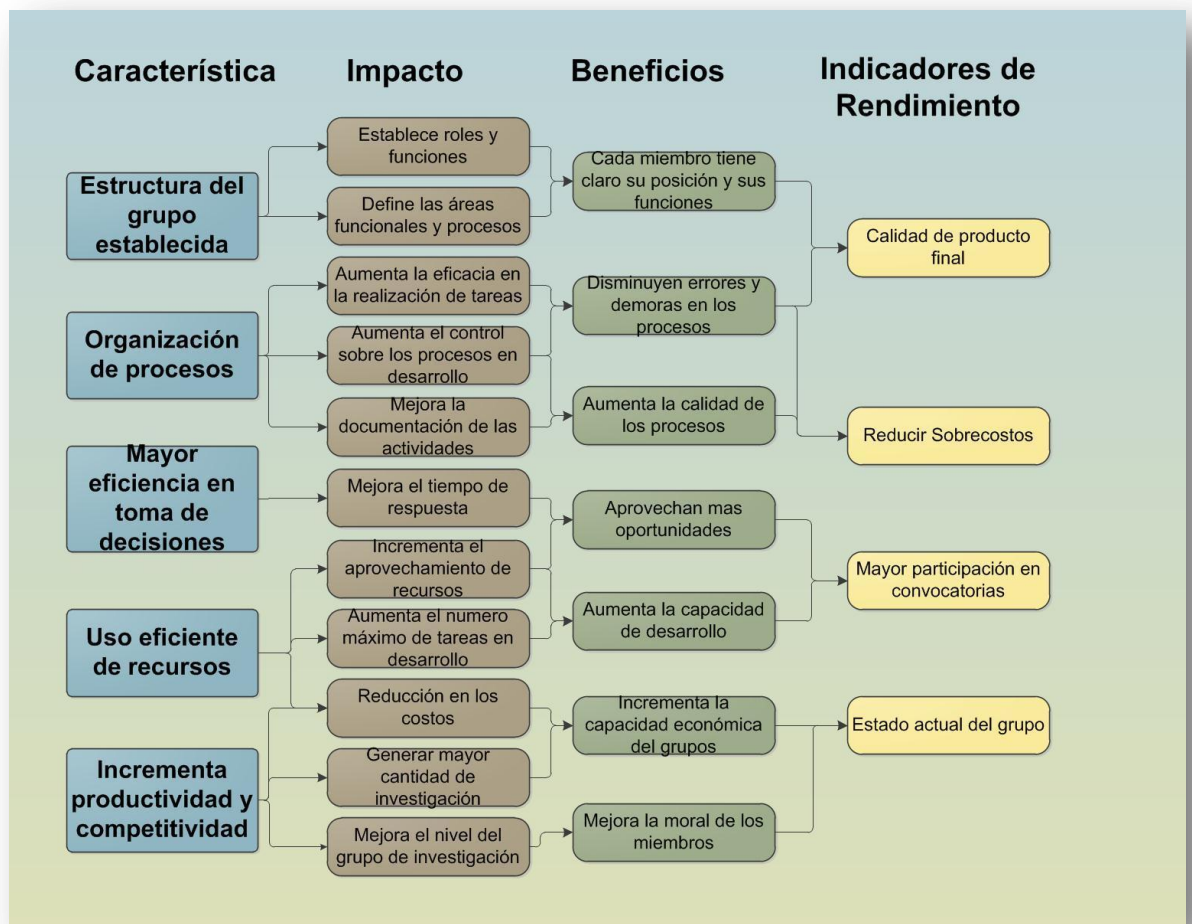 Característica
Impacto
Beneficios
Indicadores de
Rendimiento
Estructura del
grupo
establecida
Organización
de procesos
Mayor
eficiencia en
toma de
decisiones
Uso eficiente
de recursos
Incrementa
productividad y
competitividad
Establece roles y
funciones
Define las áreas
funcionales y procesos
Aumenta la eficacia en
la realización de tareas
Aumenta el control
sobre los procesos en
desarrollo
Mejora la
documentación de las
actividades
Mejora el tiempo de
respuesta
Incrementa el
aprovechamiento de
recursos
Aumenta el numero
máximo de tareas en
desarrollo
Reducción en los
costos
Generar mayor
cantidad de
investigación
Mejora el nivel del
grupo de investigación
Cada miembro tiene
claro su posición y sus
funciones
Disminuyen errores y
demoras en los
procesos
Aumenta la calidad de
los procesos
Aprovechan mas
oportunidades
Aumenta la capacidad
de desarrollo
Incrementa la
capacidad económica
del grupos
Mejora la moral de los
miembros
Calidad de producto
final
Reducir Sobrecostos
Mayor participación en
convocatorias
Estado actual del grupo